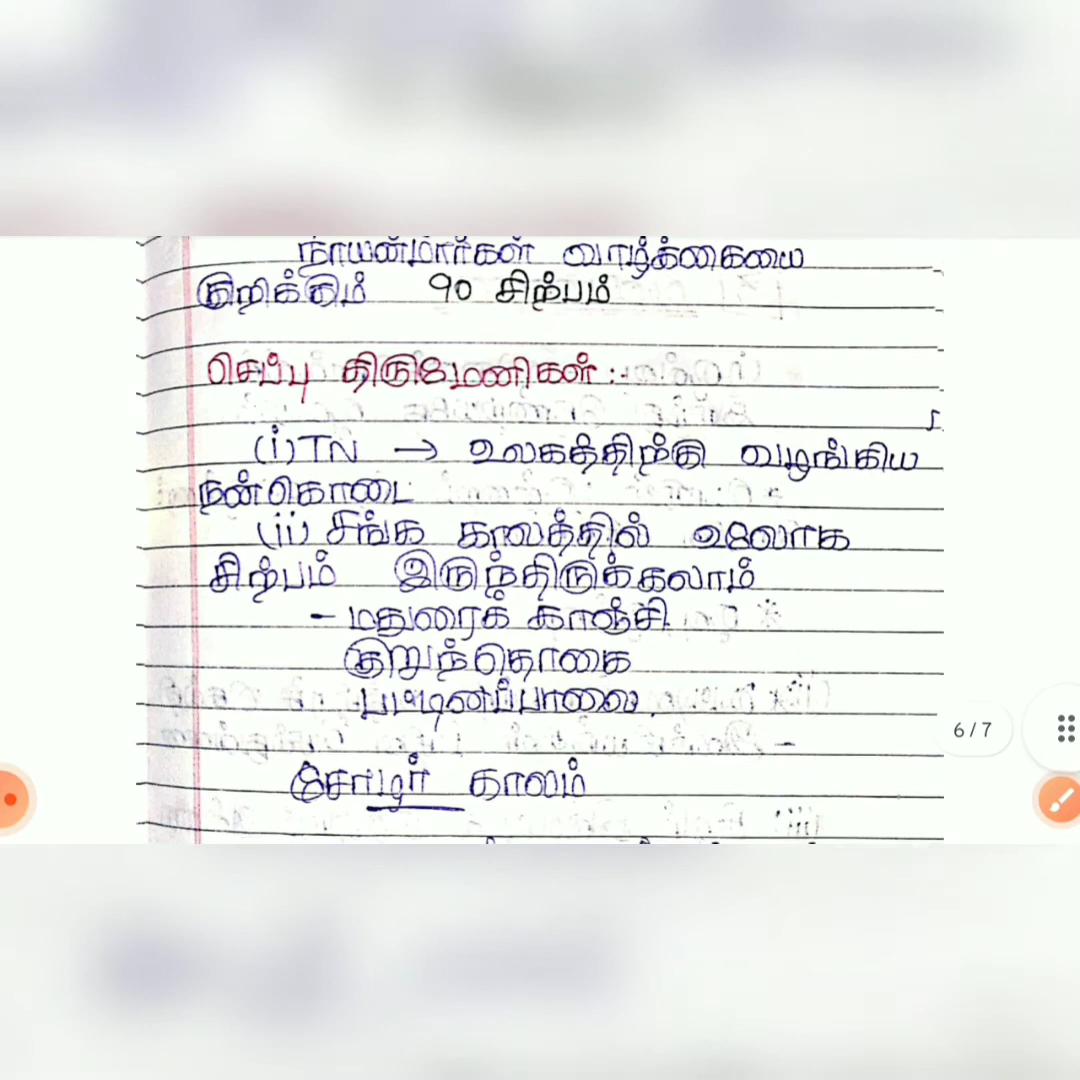 நாயன்மார்கள் வாழ்க்கையை
குறிக்கும் 90 சிற்பம்
செப்பு திருமேனிகள் :-
(i) TN → உலகத்திற்கு வழங்கிய
நன்கொடை
(ii) சங்க காலத்தில் உலோக
சிற்பம் இருந்திருக்கலாம்
- மதுரைக் காஞ்சி
குறுந்தொகை
பட்டினப்பாலை.
6/7
சோழர் காலம்